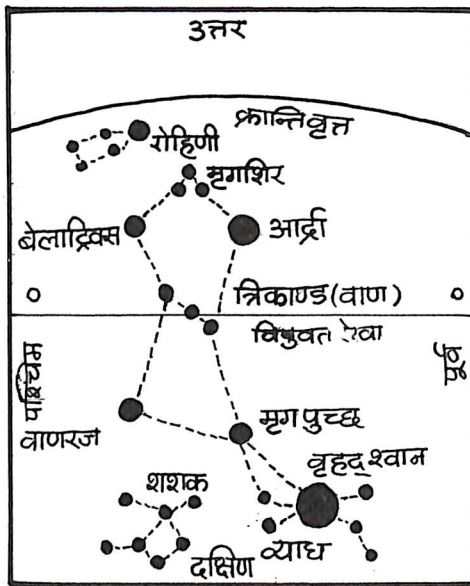 उत्तर
क्रान्तिवृत्त
रोहिणी
मृगशिर
बेलाट्रिक्स
आर्द्रा
त्रिकाण्ड (वाण)
विषुवत रेखा
पश्चिम
पूर्व
वाणरज
मृग पुच्छ
वृहद् श्वान
शशक
व्याध
दक्षिण